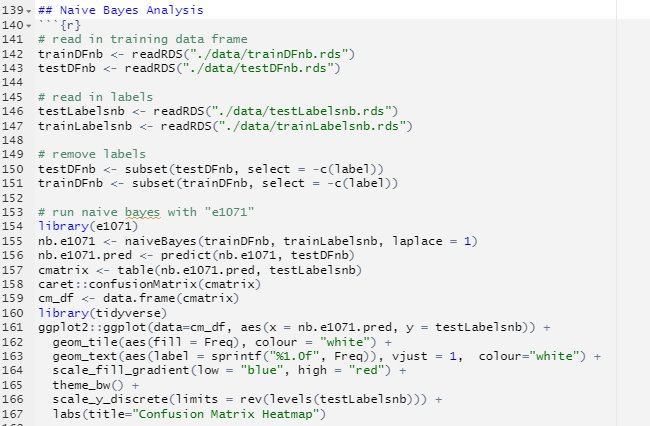 139 ## Naive Bayes Analysis
140 ```{r}
141 # read in training data frame
142 trainDFnb <- readRDS("./data/trainDFnb.rds")
143 testDFnb <- readRDS("./data/testDFnb.rds")
144
145 # read in labels
146 testLabelsnb <- readRDS("./data/testLabelsnb.rds")
147 trainLabelsnb <- readRDS("./data/trainLabelsnb.rds")
148
149 # remove labels
150 testDFnb <- subset(testDFnb, select = -c(label))
151 trainDFnb <- subset(trainDFnb, select = -c(label))
152
153 # run naive bayes with "e1071"
154 library(e1071)
155 nb.e1071 <- naiveBayes(trainDFnb, trainLabelsnb, laplace = 1)
156 nb.e1071.pred <- predict(nb.e1071, testDFnb)
157 cmatrix <- table(nb.e1071.pred, testLabelsnb)
158 caret::confusionMatrix(cmatrix)
159 cm_df <- data.frame(cmatrix)
160 library(tidyverse)
161 ggplot2::ggplot(data=cm_df, aes(x = nb.e1071.pred, y = testLabelsnb)) +
162   geom_tile(aes(fill = Freq), colour = "white") +
163   geom_text(aes(label = sprintf("%1.0f", Freq)), vjust = 1,  colour="white") +
164   scale_fill_gradient(low = "blue", high = "red") +
165   theme_bw() +
166   scale_y_discrete(limits = rev(levels(testLabelsnb))) +
167   labs(title="Confusion Matrix Heatmap")